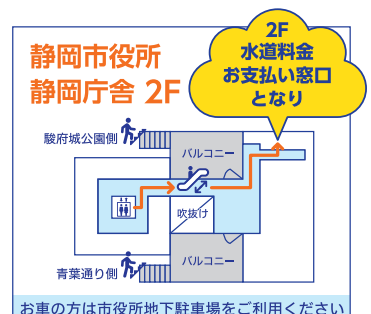 静岡市役所
静岡庁舎 2F
2F
水道料金
お支払い窓口
となり
駿府城公園側
バルコニー
吹抜け
バルコニー
青葉通り側
お車の方は市役所地下駐車場をご利用ください